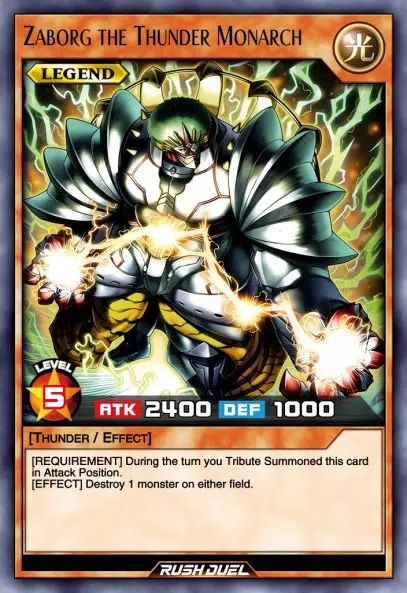 Zaborg the Thunder Monarch
光
LEGEND
LEVEL
5
ATK 2400 DEF 1000
[Thunder / Effect]
[REQUIREMENT] During the turn you Tribute Summoned this card
in Attack Position.
[EFFECT] Destroy 1 monster on either field.
RUSH DUEL